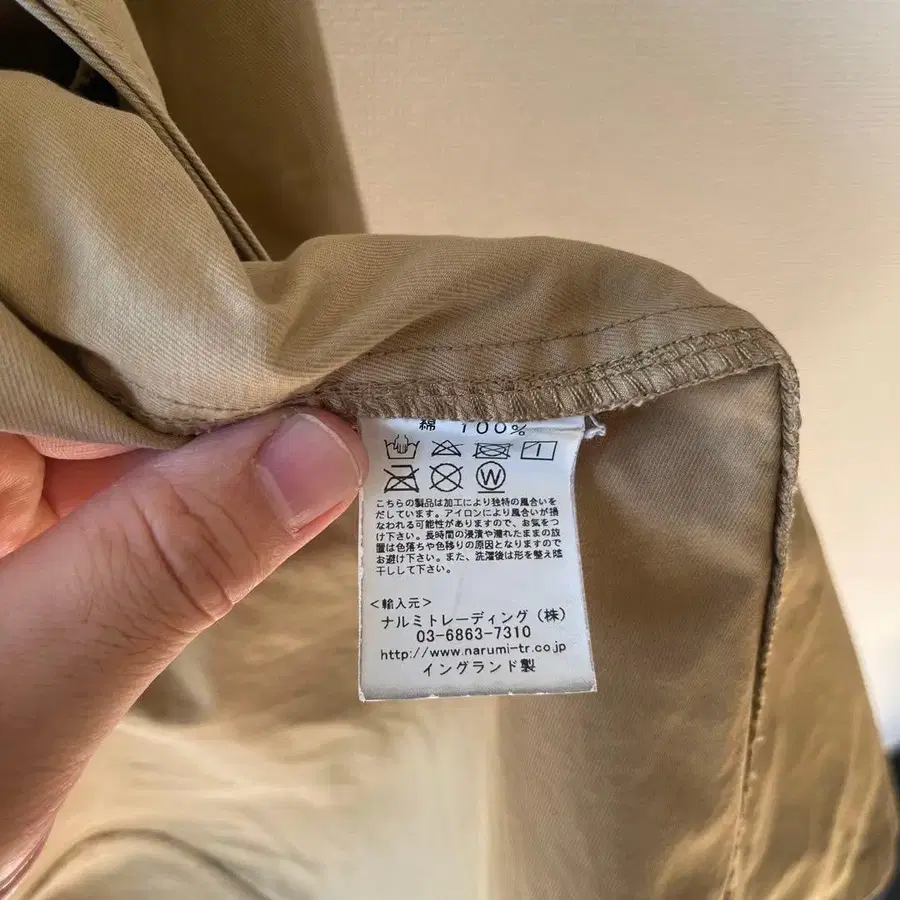 綿 100%
W
こちらの製品は加工により独特の風合いを
だしています。アイロンにより風合いが損
なわれる可能性がありますので、お気をつ
け下さい。長時間の浸漬や濡れたままの放
置は色落ちや色移りの原因となりますので
お避け下さい。また、洗濯後は形を整え陰
干しして下さい。
<輸入元>
ナルミトレーディング(株)
03-6863-7310
http://www.narumi-tr.co.jp
イングランド製